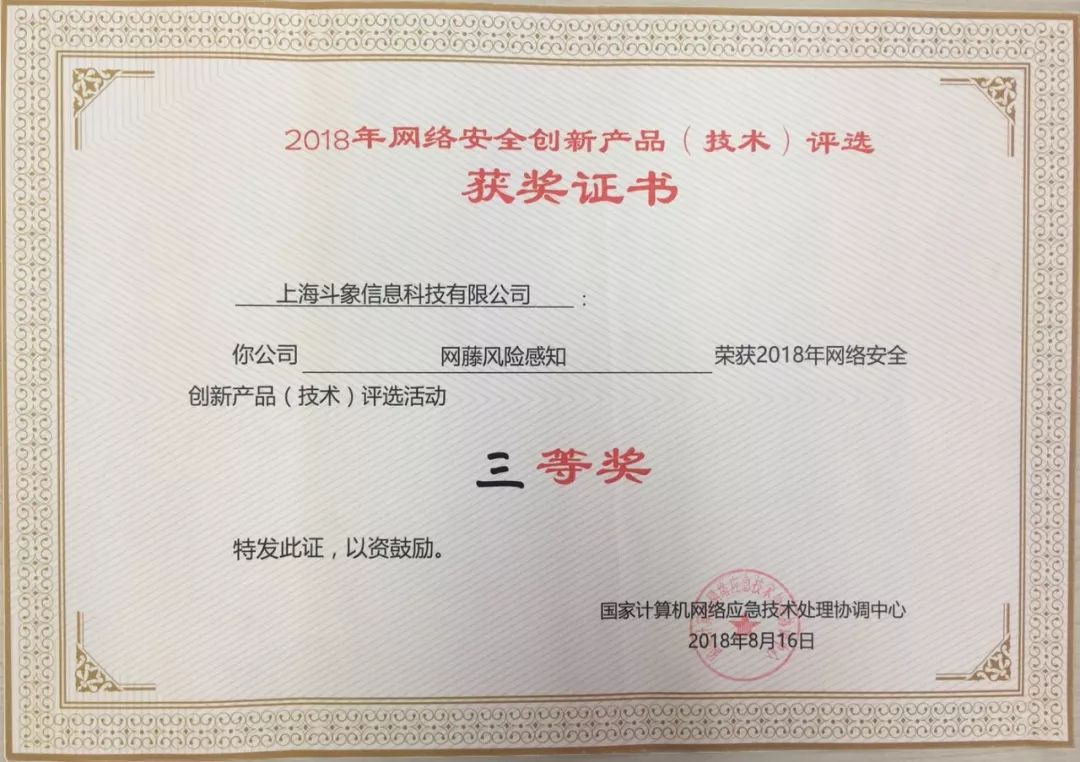 2018年网络安全创新产品（技术）评选
获奖证书
上海斗象信息科技有限公司：
你公司 网藤风险感知 荣获2018年网络安全
创新产品（技术）评选活动
三等奖
特发此证，以资鼓励。
国家计算机网络应急技术处理协调中心
2018年8月16日